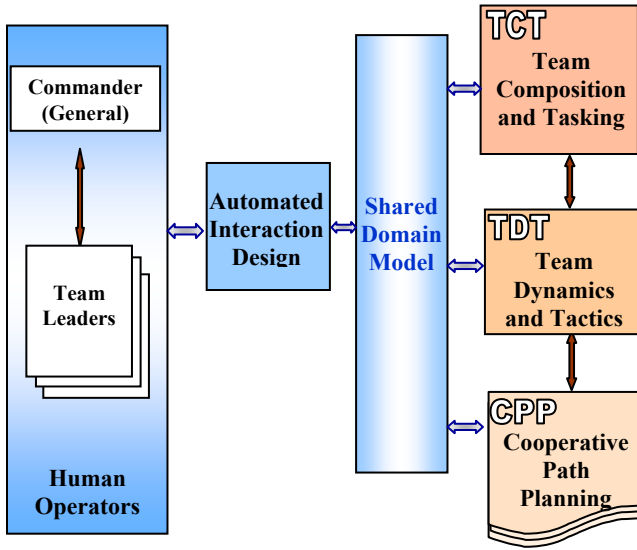 Commander
(General)
Team
Leaders
Human
Operators
Automated
Interaction
Design
Shared
Domain
Model
TCT
Team
Composition
and Tasking
TDT
Team
Dynamics
and Tactics
CPP
Cooperative
Path
Planning